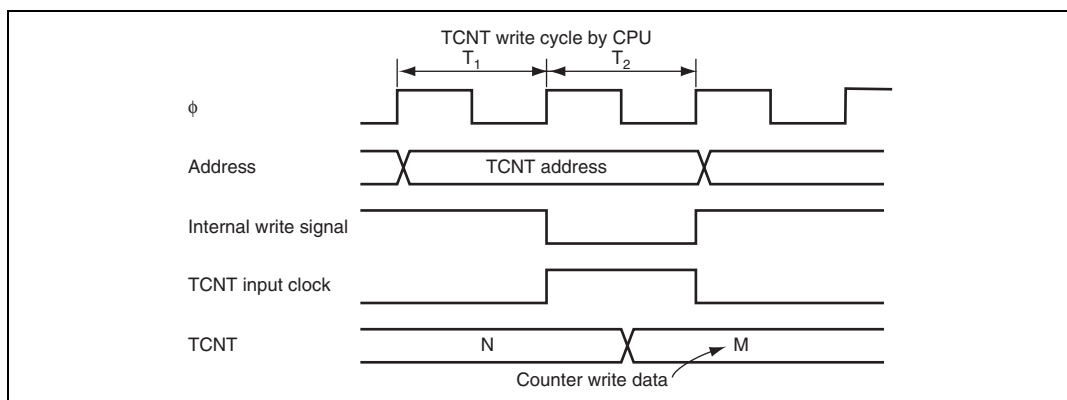 TCNT write cycle by CPU
T1 T2
ϕ
Address TCNT address
Internal write signal
TCNT input clock
TCNT N M
Counter write data